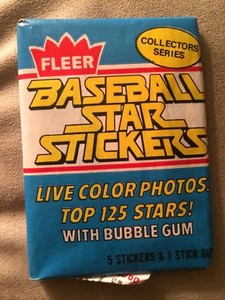 FLEER
COLLECTORS
SERIES
BASEBALL
STAR
STICKERS
LIVE COLOR PHOTOS.
TOP 125 STARS!
WITH BUBBLE GUM
5 STICKERS & 1 STICK GU